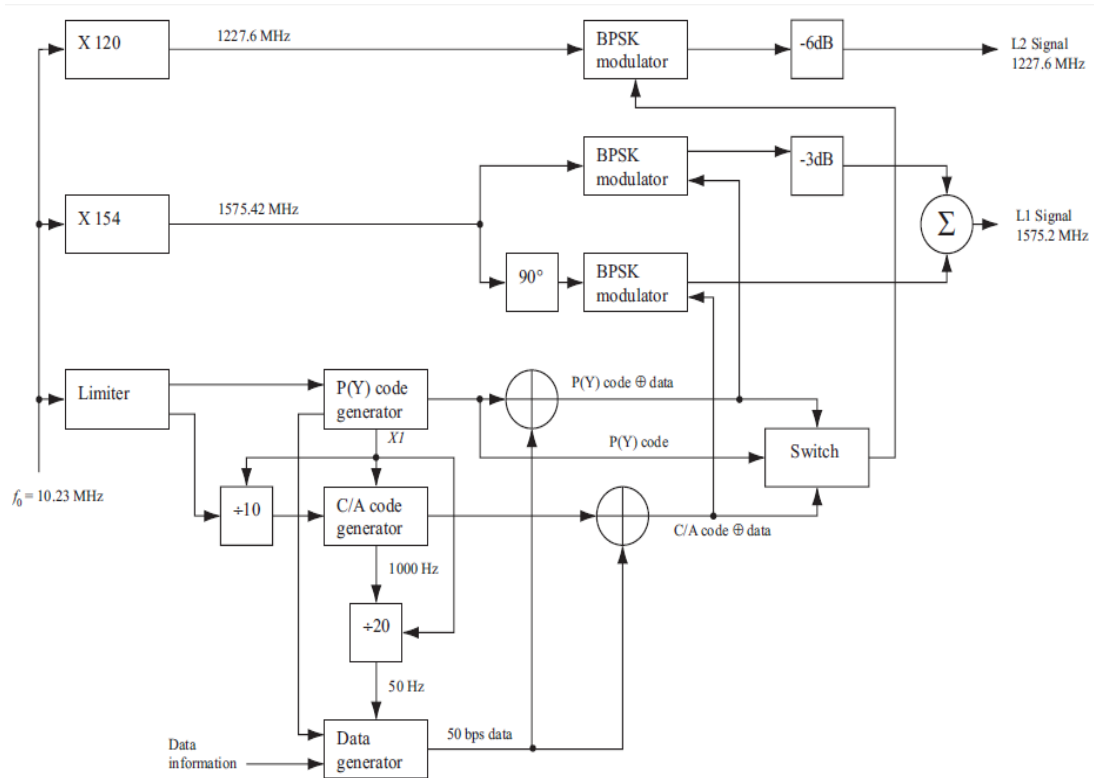 X 120
1227.6 MHz
BPSK
modulator
-6dB
L2 Signal
1227.6 MHz
BPSK
modulator
-3dB
X 154
1575.42 MHz
Σ
L1 Signal
1575.2 MHz
90°
BPSK
modulator
Limiter
P(Y) code
generator
P(Y) code ⊕ data
X1
P(Y) code
Switch
f0 = 10.23 MHz
÷10
C/A code
generator
C/A code ⊕ data
1000 Hz
÷20
50 Hz
Data
information
Data
generator
50 bps data